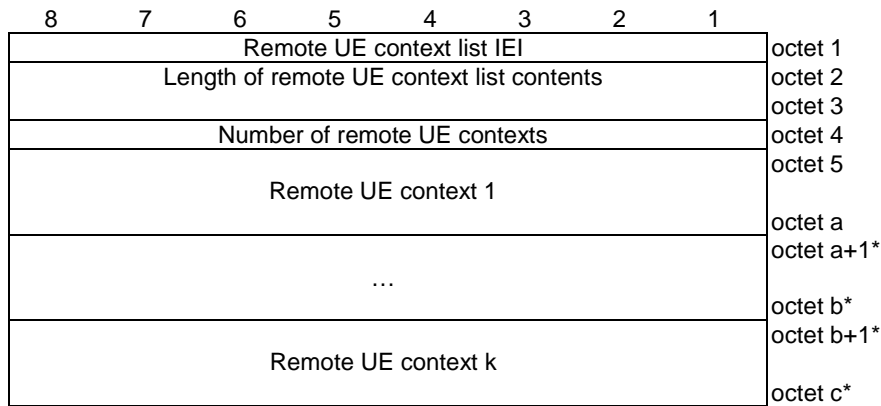 8 7 6 5 4 3 2 1
Remote UE context list IEI octet 1
Length of remote UE context list contents octet 2
octet 3
Number of remote UE contexts octet 4
octet 5
Remote UE context 1
octet a
octet a+1*
…
octet b*
octet b+1*
Remote UE context k
octet c*